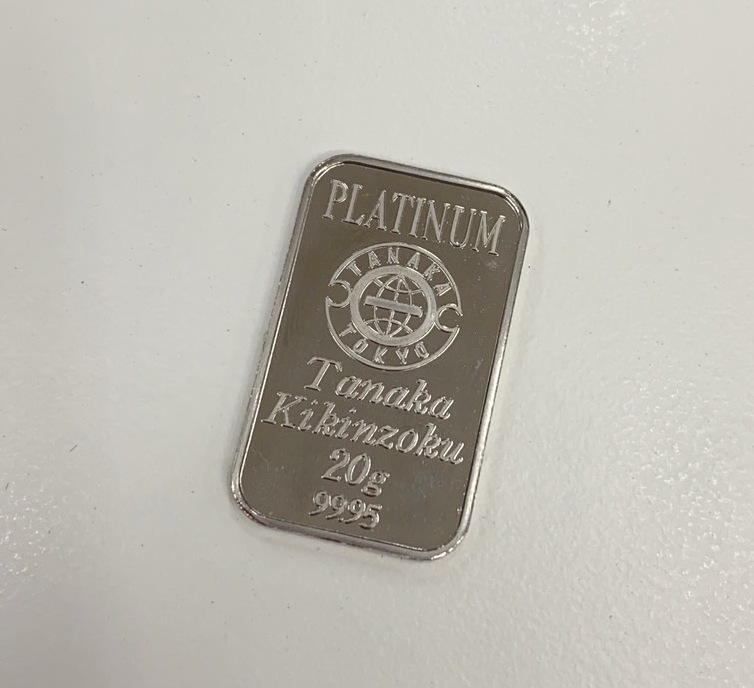 PLATINUM
TANAKA
TOKYO
Tanaka
Kikinzoku
20g
9995